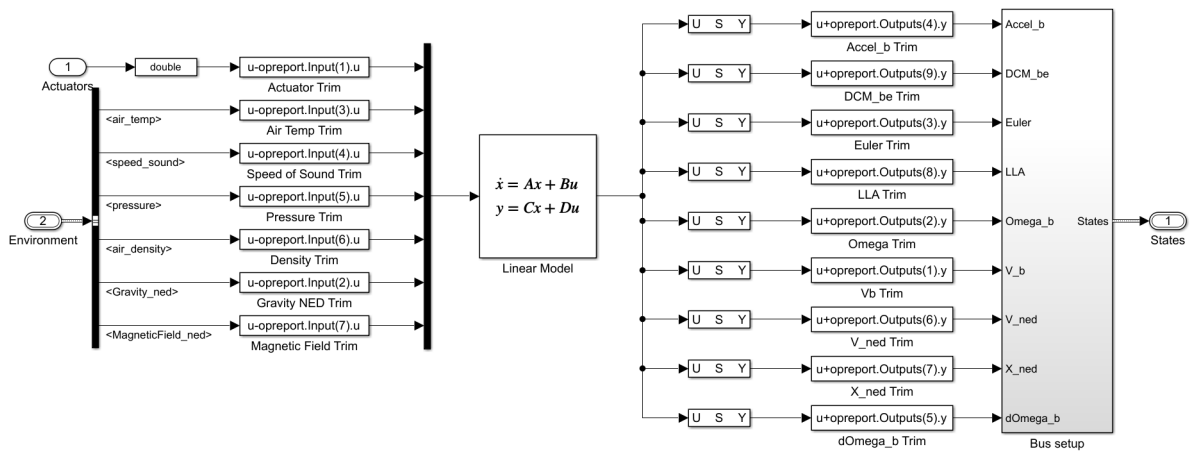 1
Actuators
double
u-opreport.Input(1).u
Actuator Trim
<air_temp>
u-opreport.Input(3).u
Air Temp Trim
<speed_sound>
u-opreport.Input(4).u
Speed of Sound Trim
<pressure>
u-opreport.Input(5).u
Pressure Trim
2
Environment
<air_density>
u-opreport.Input(6).u
Density Trim
<Gravity_ned>
u-opreport.Input(2).u
Gravity NED Trim
<MagneticField_ned>
u-opreport.Input(7).u
Magnetic Field Trim
ẋ = Ax + Bu
y = Cx + Du
Linear Model
U S Y
u+opreport.Outputs(4).y
Accel_b Trim
U S Y
u+opreport.Outputs(9).y
DCM_be Trim
U S Y
u+opreport.Outputs(3).y
Euler Trim
U S Y
u+opreport.Outputs(8).y
LLA Trim
U S Y
u+opreport.Outputs(2).y
Omega Trim
U S Y
u+opreport.Outputs(1).y
Vb Trim
U S Y
u+opreport.Outputs(6).y
V_ned Trim
U S Y
u+opreport.Outputs(7).y
X_ned Trim
U S Y
u+opreport.Outputs(5).y
dOmega_b Trim
Accel_b
DCM_be
Euler
LLA
Omega_b
V_b
V_ned
X_ned
dOmega_b
States
Bus setup
1
States